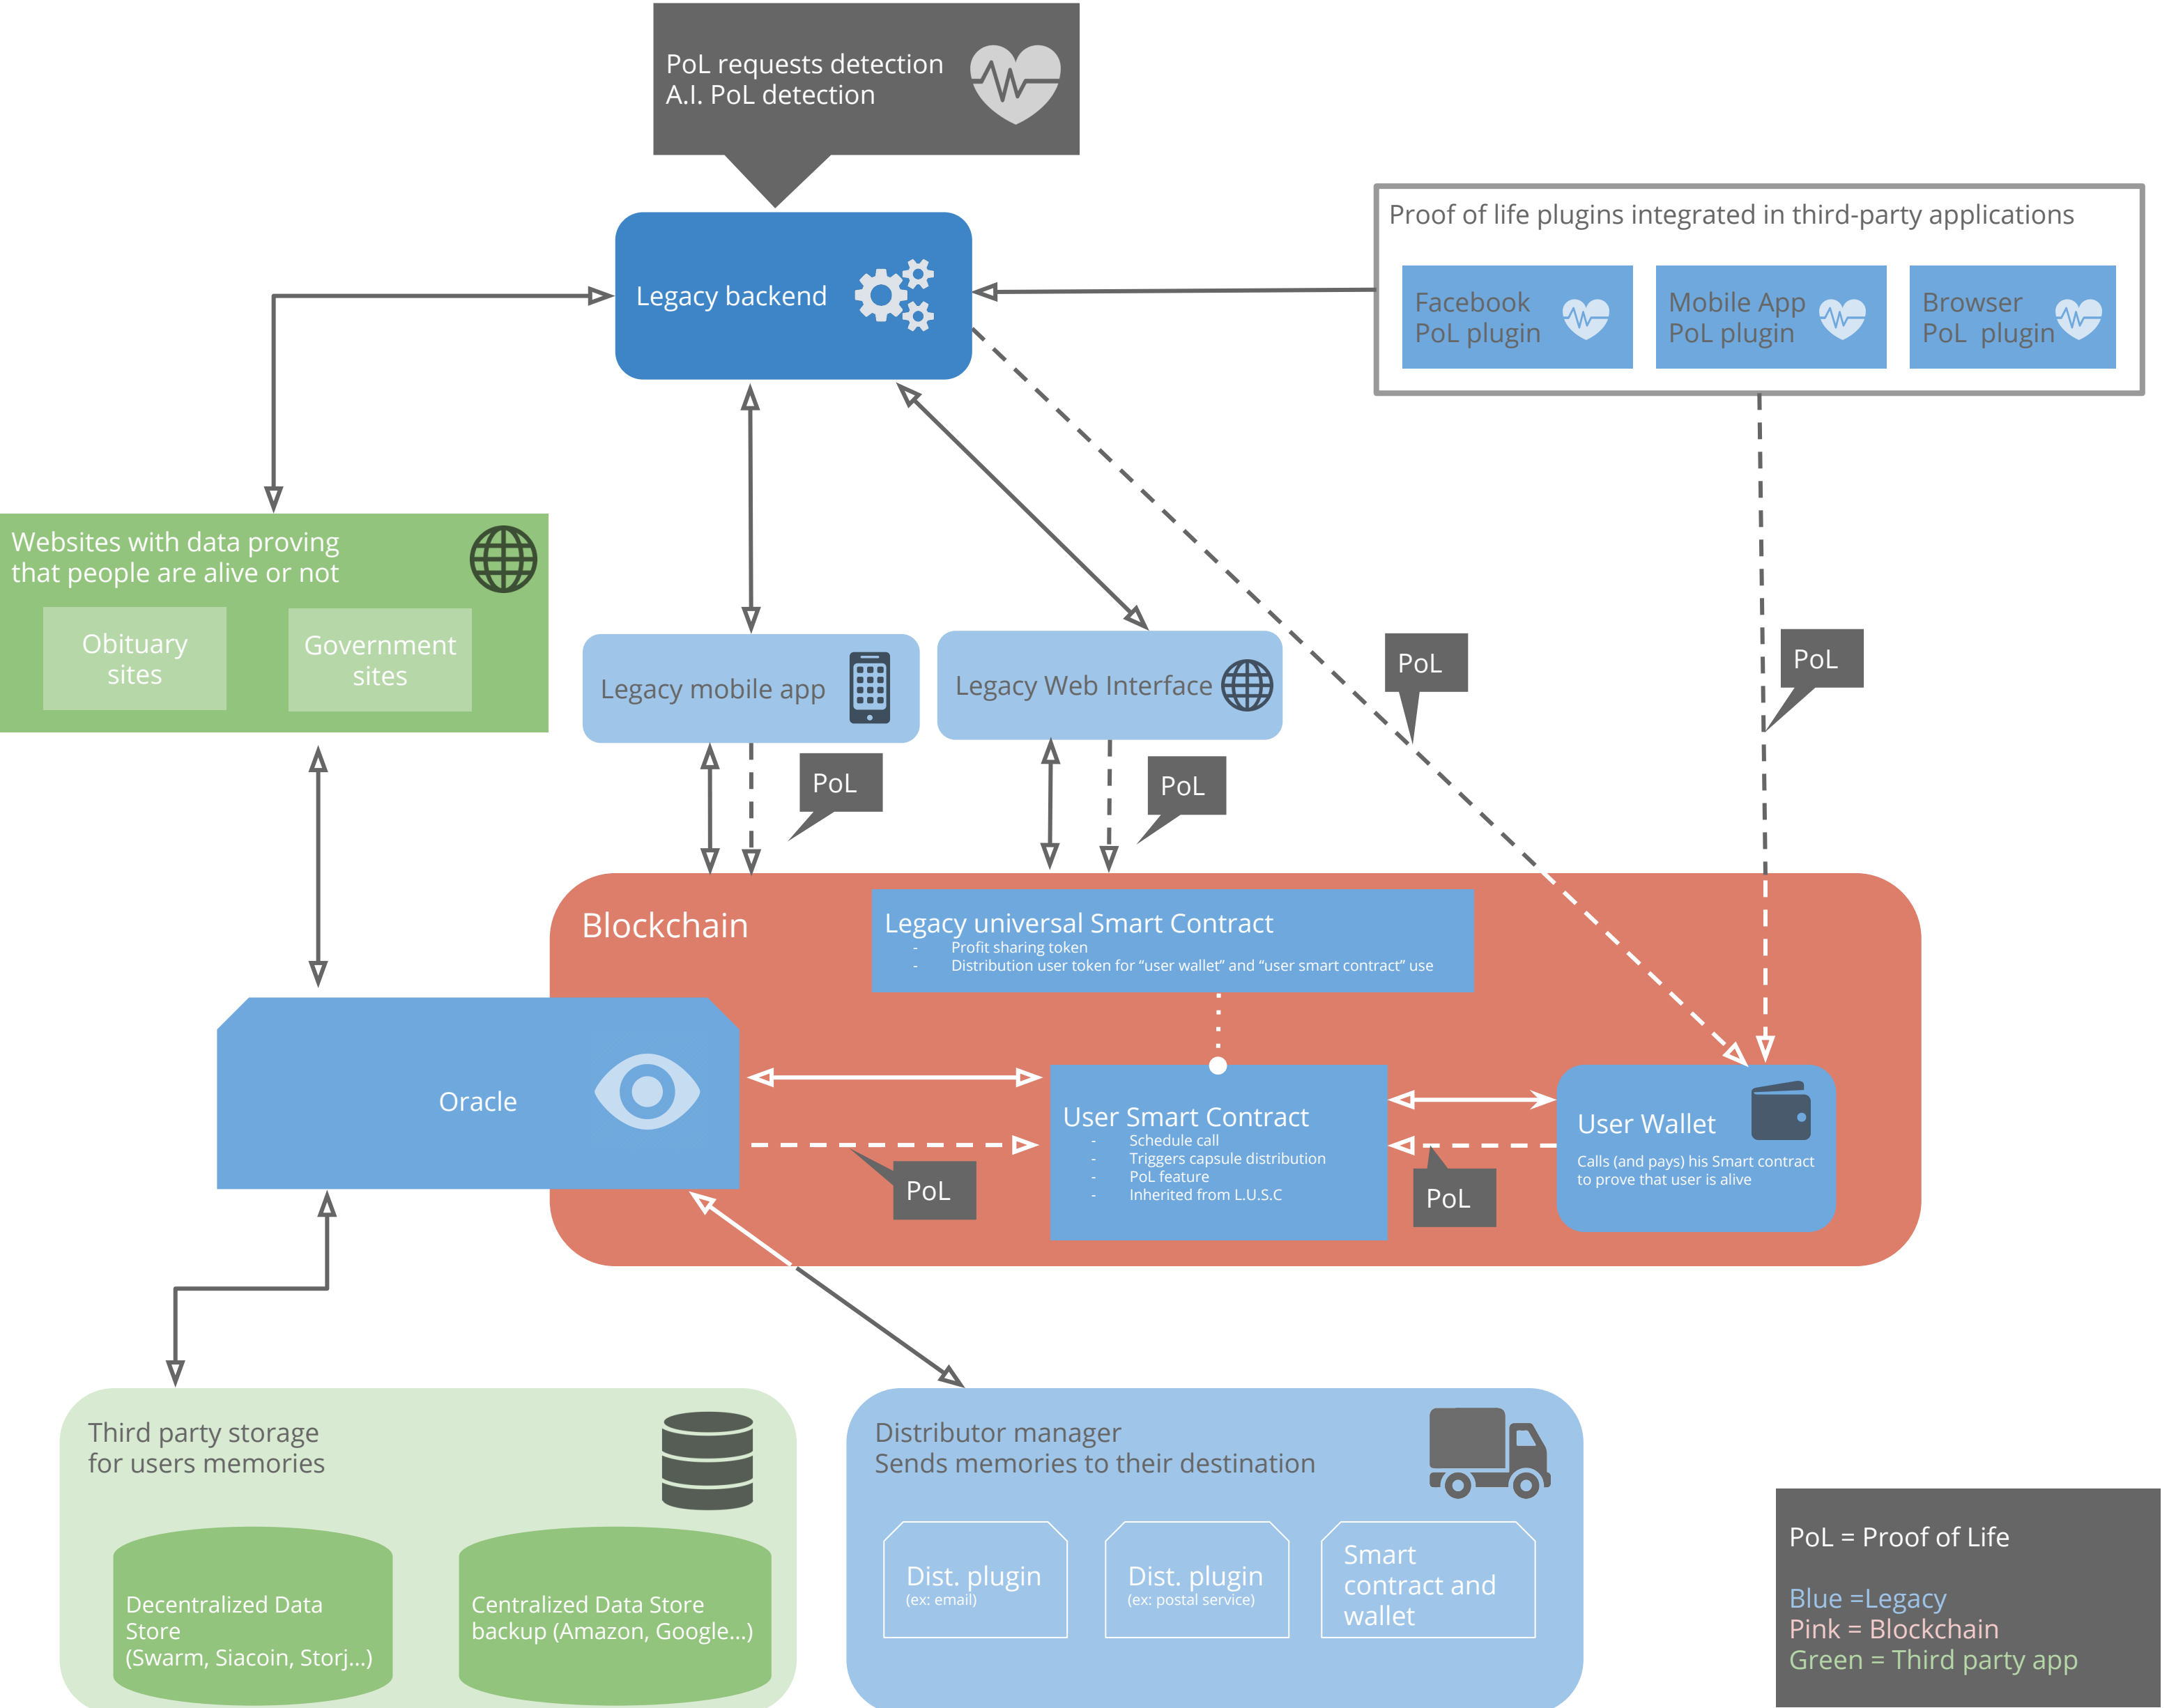 PoL requests detection
A.I. PoL detection
Legacy backend
Proof of life plugins integrated in third-party applications
Facebook
PoL plugin
Mobile App
PoL plugin
Browser
PoL plugin
Websites with data proving
that people are alive or not
Obituary
sites
Government
sites
Legacy mobile app
Legacy Web Interface
PoL
PoL
PoL
PoL
Blockchain
Legacy universal Smart Contract
- Profit sharing token
- Distribution user token for “user wallet” and “user smart contract” use
Oracle
User Smart Contract
- Schedule call
- Triggers capsule distribution
- PoL feature
- Inherited from L.U.S.C
User Wallet
Calls (and pays) his Smart contract
to prove that user is alive
PoL
PoL
Third party storage
for users memories
Decentralized Data
Store
(Swarm, Siacoin, Storj...)
Centralized Data Store
backup (Amazon, Google...)
Distributor manager
Sends memories to their destination
Dist. plugin
(ex: email)
Dist. plugin
(ex: postal service)
Smart
contract and
wallet
PoL = Proof of Life
Blue =Legacy
Pink = Blockchain
Green = Third party app